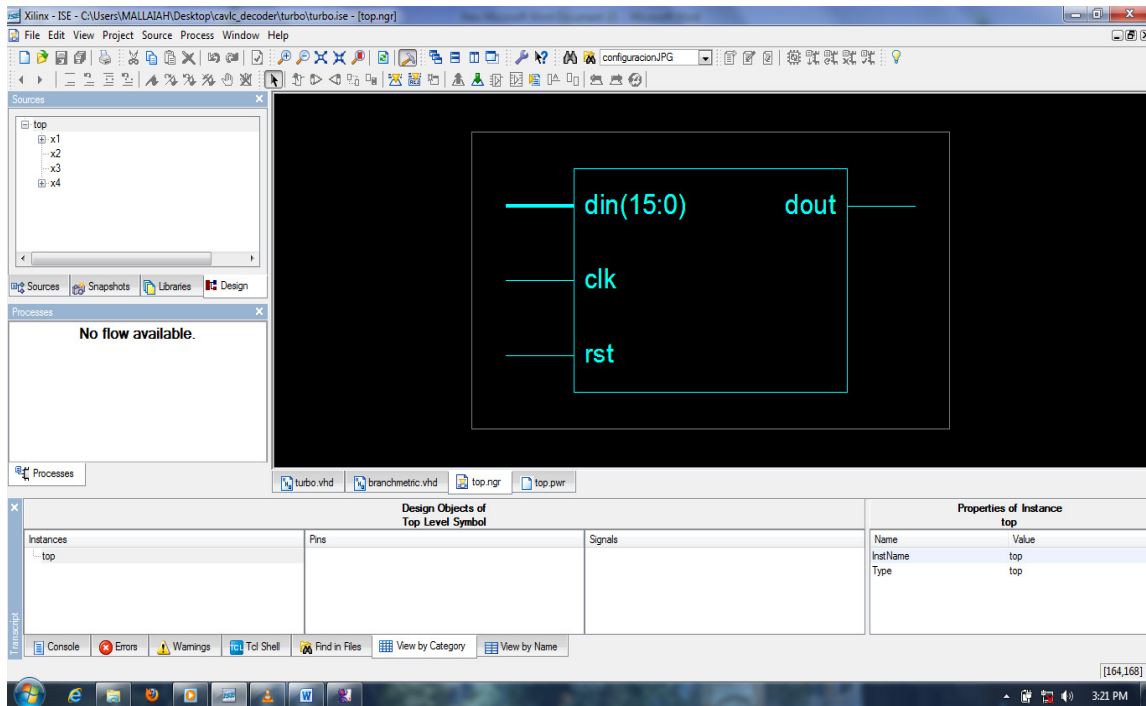 Xilinx - ISE - C:\Users\MALLAIAH\Desktop\cavlc_decoder\turbo\turbo.ise - [top.ngr]
File Edit View Project Source Process Window Help
configuracionJPG
Sources
top
x1
x2
x3
x4
Sources Snapshots Libraries Design
Processes
No flow available.
Processes
din(15:0) dout
clk
rst
turbo.vhd branchmetric.vhd top.ngr top.pwr
Transcript
Design Objects of
Top Level Symbol
Instances Pins Signals
top
Properties of Instance
top
Name Value
InstName top
Type top
Console Errors Warnings Tcl Shell Find in Files View by Category View by Name
[164,168]
3:21 PM